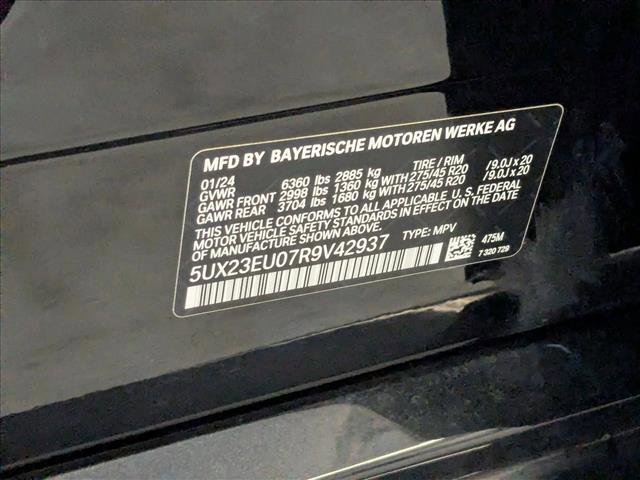 MFD BY BAYERISCHE MOTOREN WERKE AG
01/24 TIRE / RIM
GVWR 6360 lbs 2885 kg
GAWR FRONT 2998 lbs 1360 kg WITH 275/45 R20 /9.0J x 20
GAWR REAR 3704 lbs 1680 kg WITH 275/45 R20 /9.0J x 20
THIS VEHICLE CONFORMS TO ALL APPLICABLE U.S. FEDERAL
MOTOR VEHICLE SAFETY STANDARDS IN EFFECT ON THE DATE
OF MANUFACTURE SHOWN ABOVE.
5UX23EU07R9V42937 TYPE: MPV
475M
7 320 729